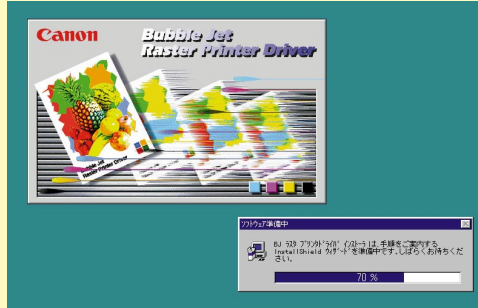 Canon
Bubble Jet
Raster Printer Driver
Bubble Jet
Raster Printer Driver
ソフトウェア準備中
BJ ラスタ プリンタドライバ インストーラ は、手順をご案内する
InstallShield ウィザードを準備中です。しばらくお待ちくだ
さい。
70 %